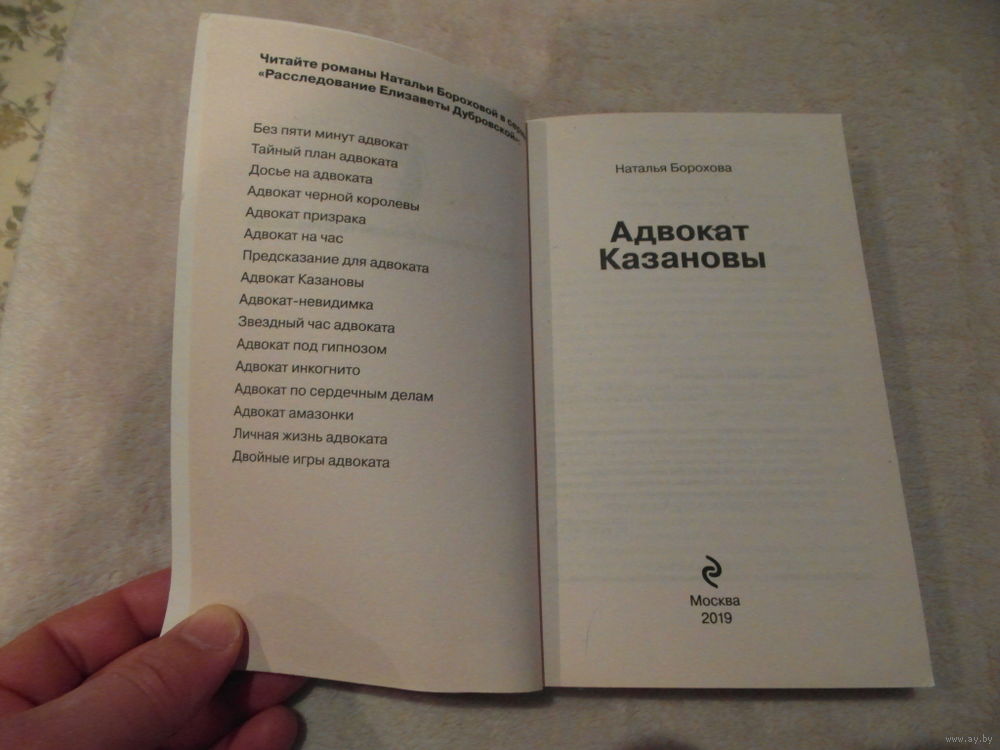 Читайте романы Натальи Бороховой в серии
«Расследование Елизаветы Дубровской»:
Без пяти минут адвокат
Тайный план адвоката
Досье на адвоката
Адвокат черной королевы
Адвокат призрака
Адвокат на час
Предсказание для адвоката
Адвокат Казановы
Адвокат-невидимка
Звездный час адвоката
Адвокат под гипнозом
Адвокат инкогнито
Адвокат по сердечным делам
Адвокат амазонки
Личная жизнь адвоката
Двойные игры адвоката
Наталья Борохова
Адвокат
Казановы
Москва
2019
www.ay.by